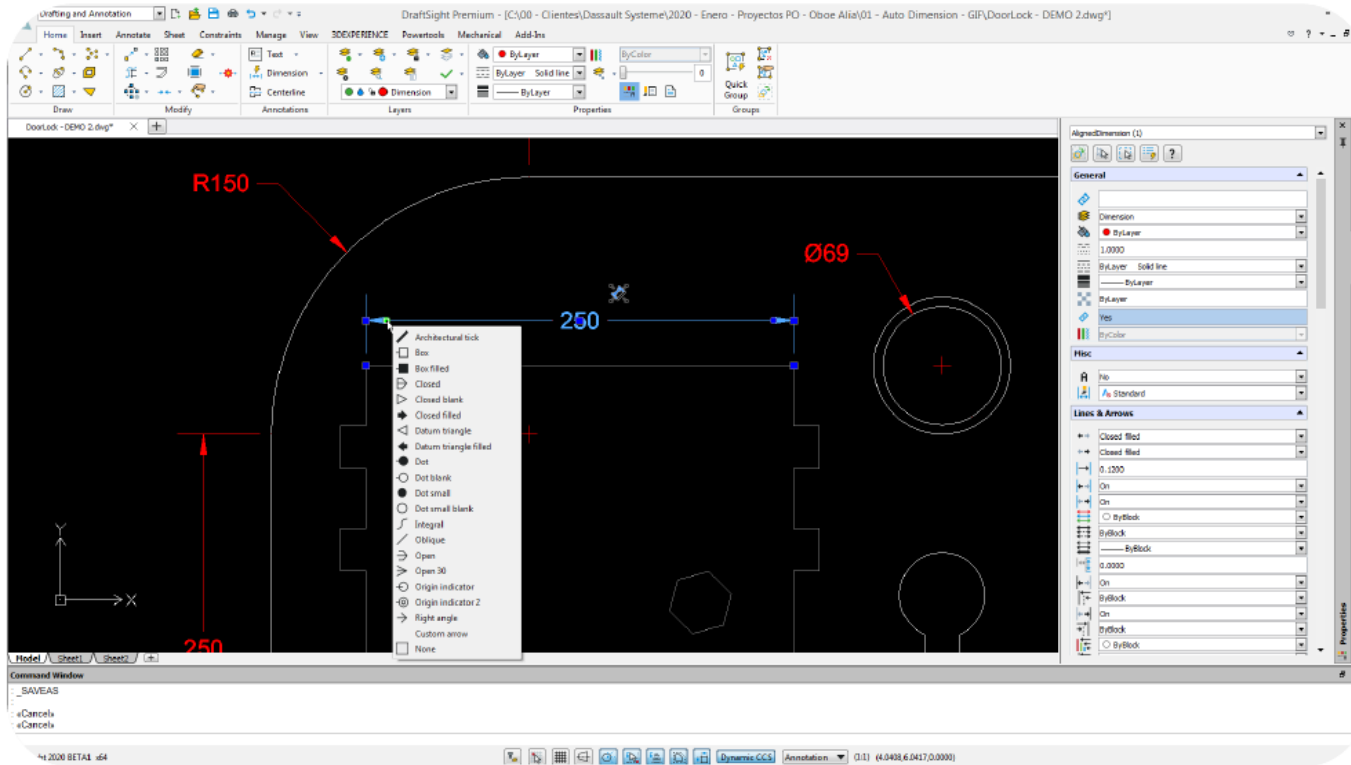 Drafting and Annotation
DraftSight Premium - [C:\00 - Clientes\Dassault Systeme\2020 - Enero - Proyectos PO - Oboe Alia\01 - Auto Dimension - GIF\DoorLock - DEMO 2.dwg*]
Home Insert Annotate Sheet Constraints Manage View 3DEXPERIENCE Powertools Mechanical Add-Ins
Text ByLayer ByColor
Dimension ByLayer Solid line 0
Centerline Dimension ByLayer Quick Group
Draw Modify Annotations Layers Properties Groups
DoorLock - DEMO 2.dwg*
R150
Ø69
250
250
Architectural tick
Box
Box filled
Closed
Closed blank
Closed filled
Datum triangle
Datum triangle filled
Dot
Dot blank
Dot small
Dot small blank
Integral
Oblique
Open
Open 30
Origin indicator
Origin indicator 2
Right angle
Custom arrow
None
Y
X
AlignedDimension (1)
General
Dimension
ByLayer
1.0000
ByLayer Solid line
ByLayer
ByLayer
Yes
ByColor
Misc
No
Standard
Lines & Arrows
Closed filled
Closed filled
0.1200
On
On
ByBlock
ByBlock
ByBlock
0.0000
On
ByBlock
On
ByBlock
ByBlock
Properties
Model Sheet1 Sheet2
Command Window
: _SAVEAS
:
: «Cancel»
: «Cancel»
ht 2020 BETA1 x64
Dynamic CCS Annotation (1:1) (4.0408,6.0417,0.0000)